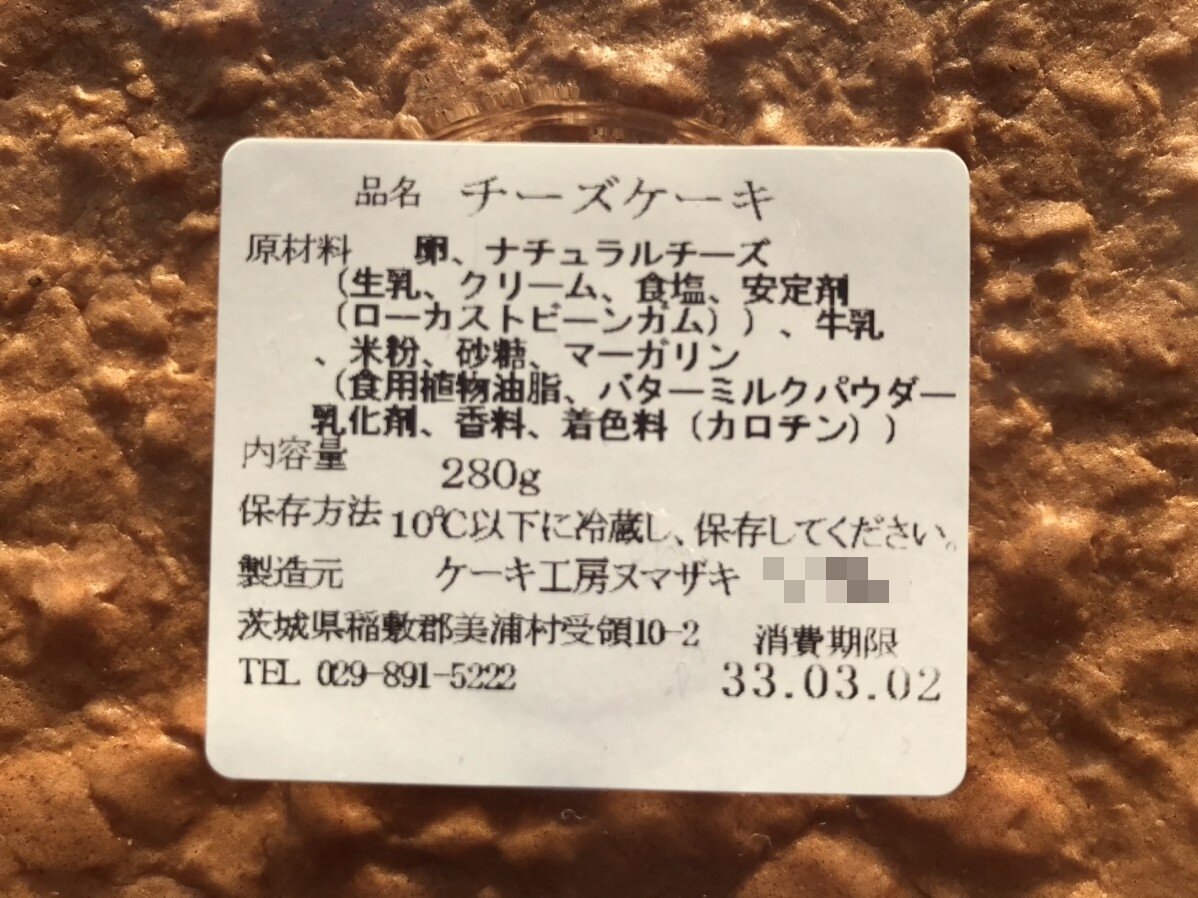 品名 チーズケーキ
原材料 卵、ナチュラルチーズ
(生乳、クリーム、食塩、安定剤
(ローカストビーンガム))、牛乳
、米粉、砂糖、マーガリン
(食用植物油脂、バターミルクパウダー
乳化剤、香料、着色料(カロチン))
内容量 280g
保存方法 10℃以下に冷蔵し、保存してください。
製造元 ケーキ工房ヌマザキ
茨城県稲敷郡美浦村受領10-2
消費期限
TEL 029-891-5222
33.03.02